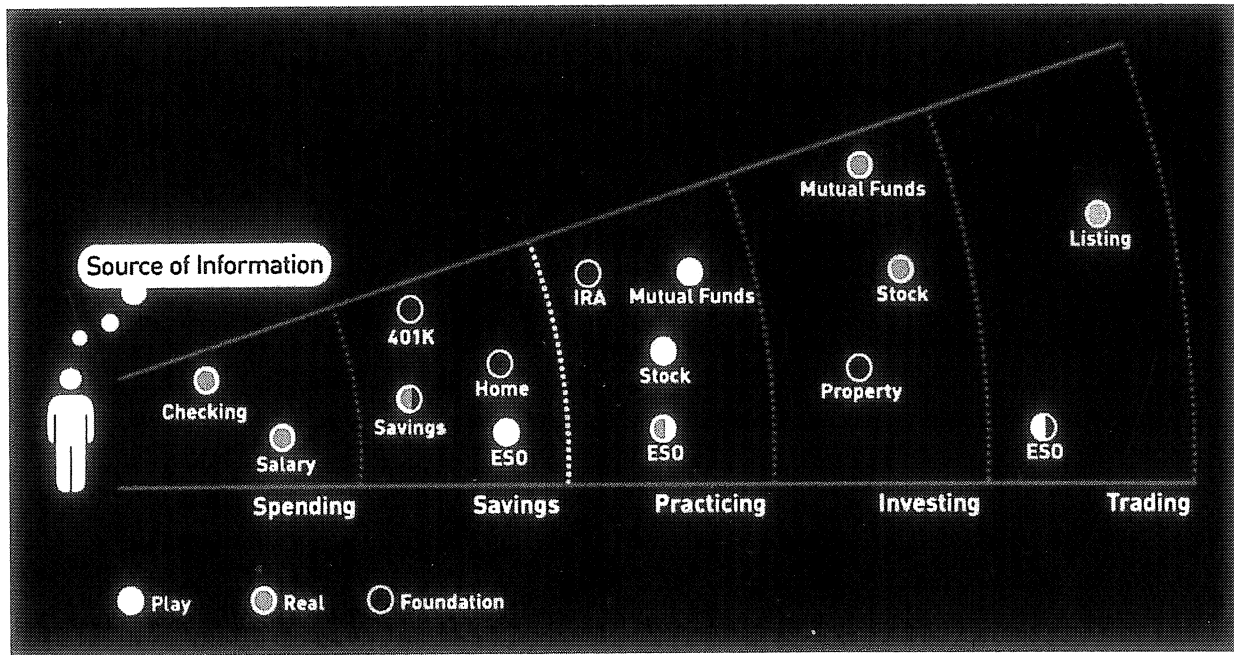 Source of Information
Checking
Salary
401K
Savings
Home
ESO
IRA
Mutual Funds
Stock
ESO
Mutual Funds
Stock
Property
Listing
ESO
Spending
Savings
Practicing
Investing
Trading
Play
Real
Foundation